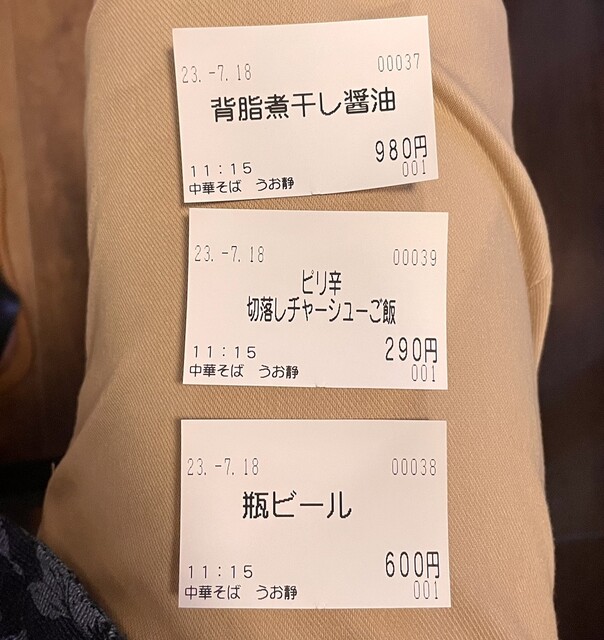 23.-7.18 00037
背脂煮干し醤油
980円
11:15 001
中華そば うお静
23.-7.18 00039
ピリ辛
切落しチャーシューご飯
290円
11:15 001
中華そば うお静
23.-7.18 00038
瓶ビール
600円
11:15 001
中華そば うお静